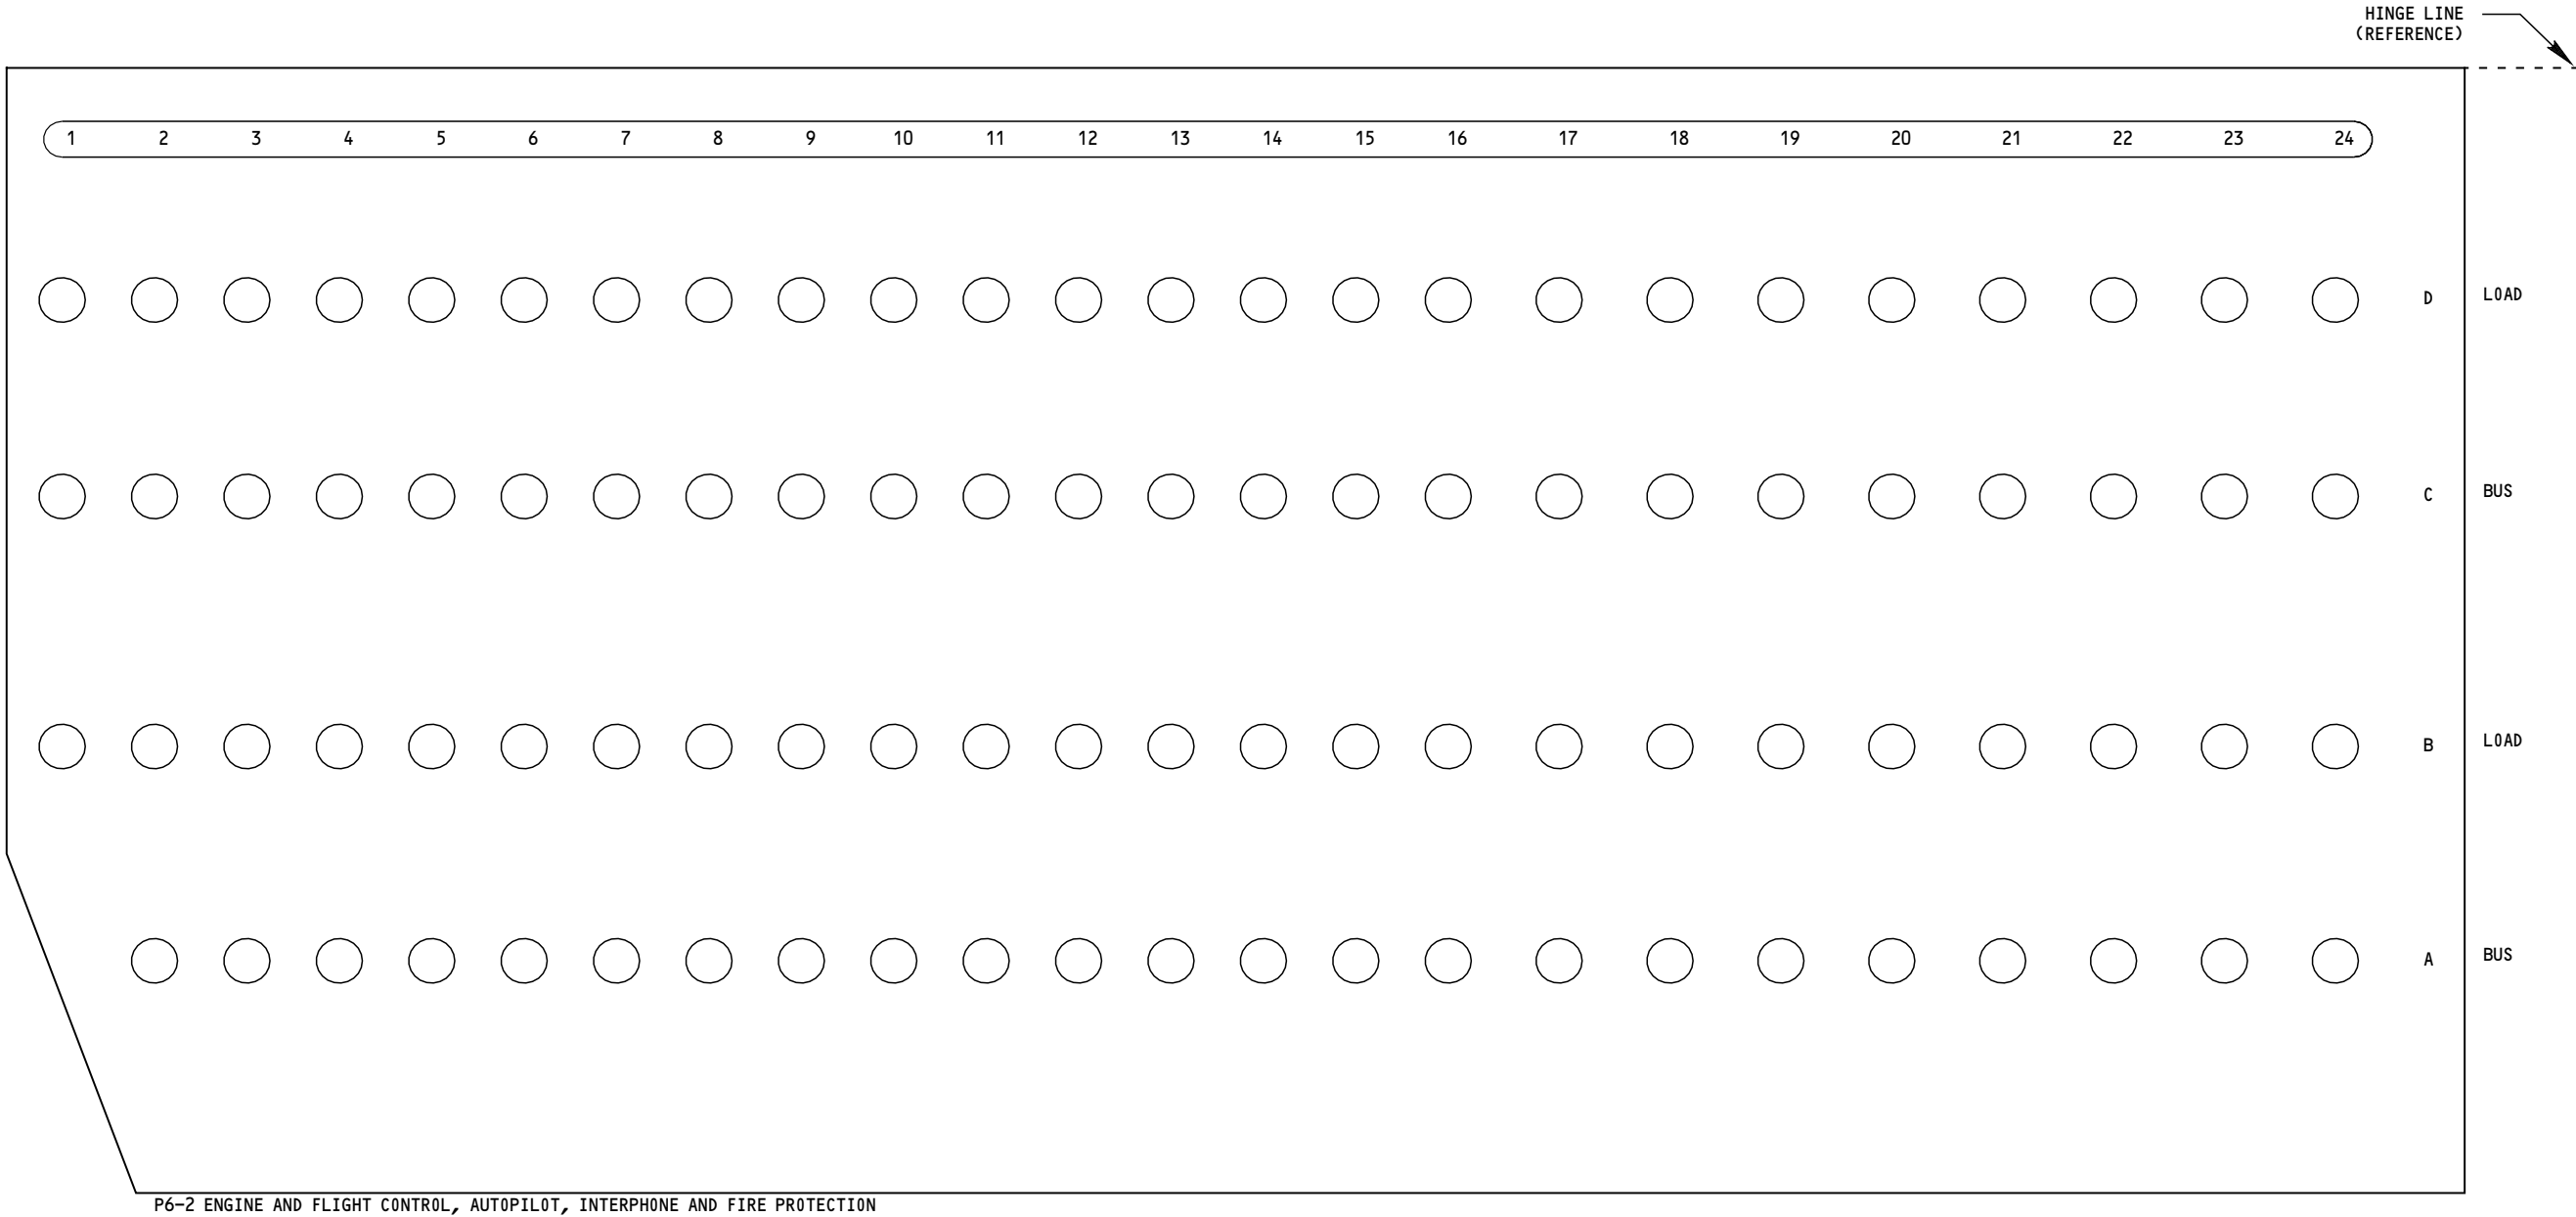 HINGE LINE
(REFERENCE)
1 2 3 4 5 6 7 8 9 10 11 12 13 14 15 16 17 18 19 20 21 22 23 24
D LOAD
C BUS
B LOAD
A BUS
P6-2 ENGINE AND FLIGHT CONTROL, AUTOPILOT, INTERPHONE AND FIRE PROTECTION